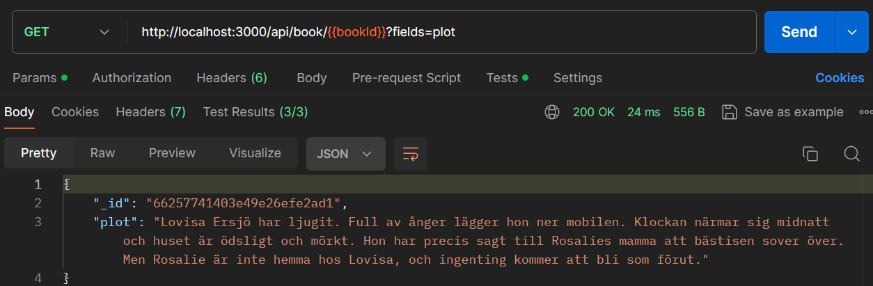 GET http://localhost:3000/api/book/{{bookId}}?fields=plot Send
Params Authorization Headers (6) Body Pre-request Script Tests Settings Cookies
Body Cookies Headers (7) Test Results (3/3) 200 OK 24 ms 556 B Save as example
Pretty Raw Preview Visualize JSON
1 {
2 "_id": "66257741403e49e26efe2ad1",
3 "plot": "Lovisa Ersjö har ljugit. Full av ånger lägger hon ner mobilen. Klockan närmar sig midnatt
och huset är ödsligt och mörkt. Hon har precis sagt till Rosalies mamma att bästisen sover över.
Men Rosalie är inte hemma hos Lovisa, och ingenting kommer att bli som förut."
4 }